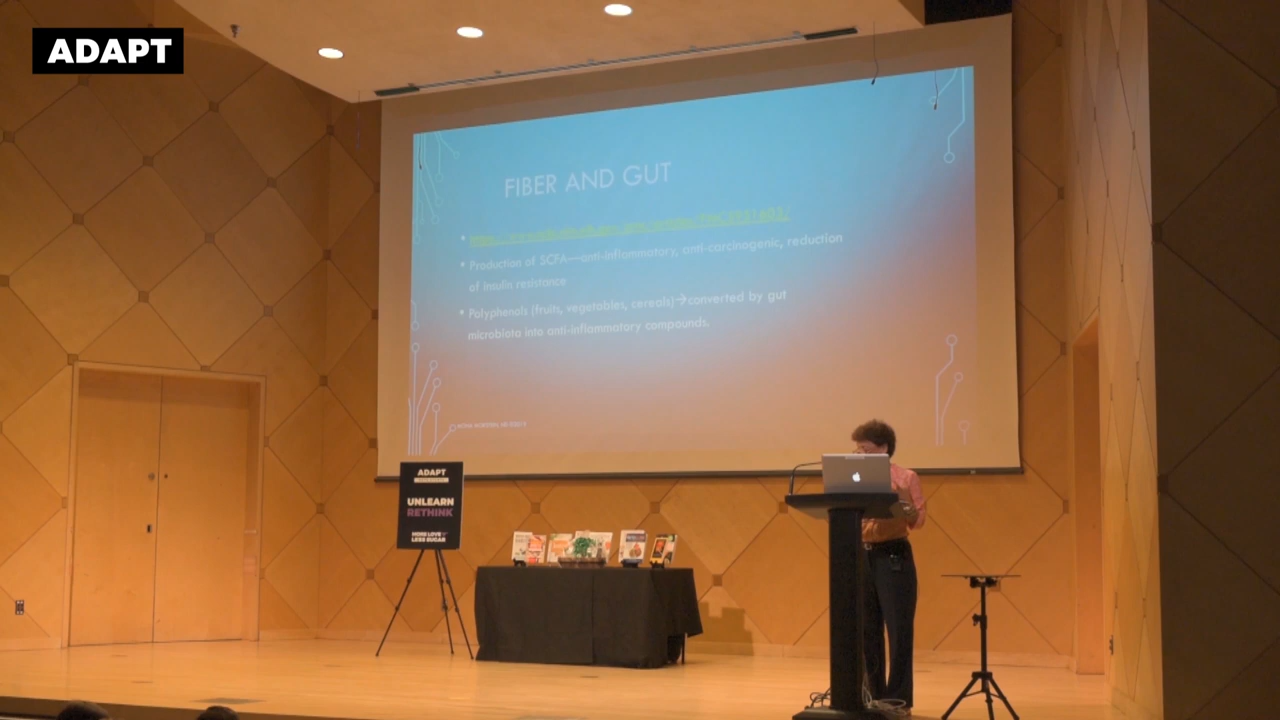 ADAPT
FIBER AND GUT
• Production of SCFA—anti-inflammatory, anti-carcinogenic, reduction
of insulin resistance
• Polyphenols (fruits, vegetables, cereals)→converted by gut
microbiota into anti-inflammatory compounds.
ADAPT
UNLEARN
RETHINK
MORE LOVE
LESS SUGAR